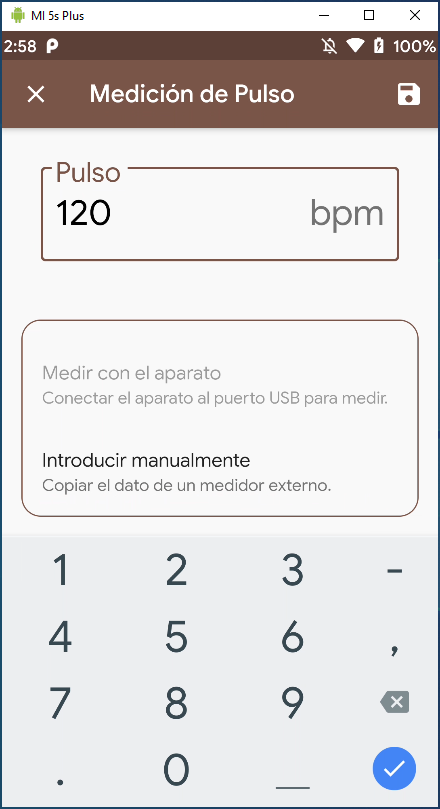 MI 5s Plus
2:58 100%
Medición de Pulso
Pulso
120 bpm
Medir con el aparato
Conectar el aparato al puerto USB para medir.
Introducir manualmente
Copiar el dato de un medidor externo.
1 2 3 -
4 5 6 ,
7 8 9
. 0 _